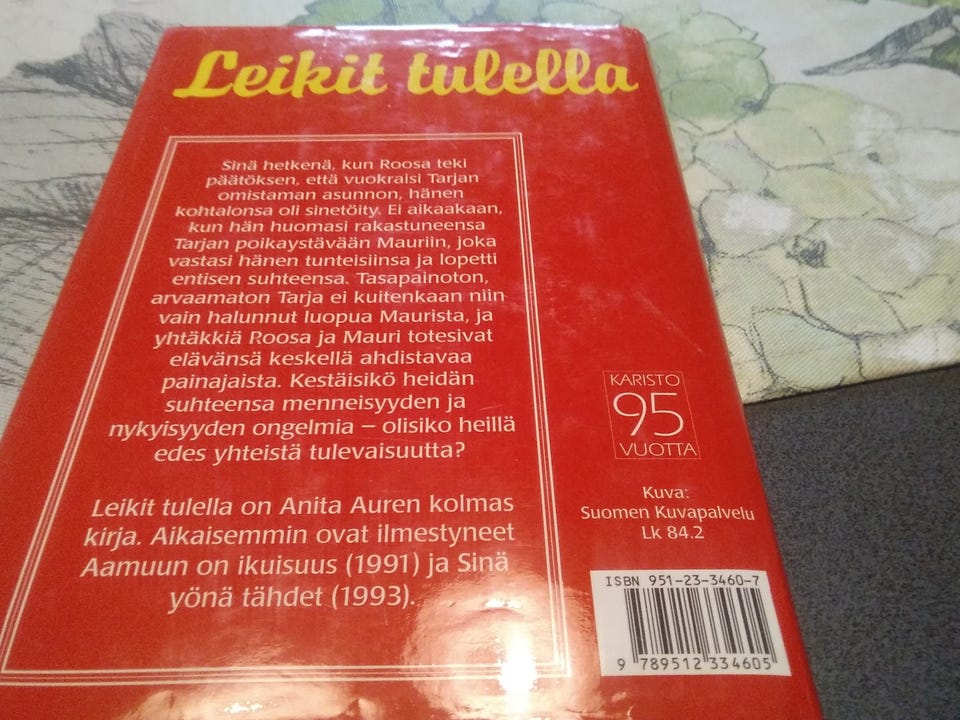 Leikit tulella
Sinä hetkenä, kun Roosa teki
päätöksen, että vuokraisi Tarjan
omistaman asunnon, hänen
kohtalonsa oli sinetöity. Ei aikaakaan,
kun hän huomasi rakastuneensa
Tarjan poikaystävään Mauriin, joka
vastasi hänen tunteisiinsa ja lopetti
entisen suhteensa. Tasapainoton,
arvaamaton Tarja ei kuitenkaan niin
vain halunnut luopua Maurista, ja
yhtäkkiä Roosa ja Mauri totesivat
elävänsä keskellä ahdistavaa
painajaista. Kestäisikö heidän
suhteensa menneisyyden ja
nykyisyyden ongelmia – olisiko heillä
edes yhteistä tulevaisuutta?
Leikit tulella on Anita Auren kolmas
kirja. Aikaisemmin ovat ilmestyneet
Aamuun on ikuisuus (1991) ja Sinä
yönä tähdet (1993).
KARISTO
95
VUOTTA
Kuva:
Suomen Kuvapalvelu
Lk 84.2
ISBN 951-23-3460-7
9 789512 334605